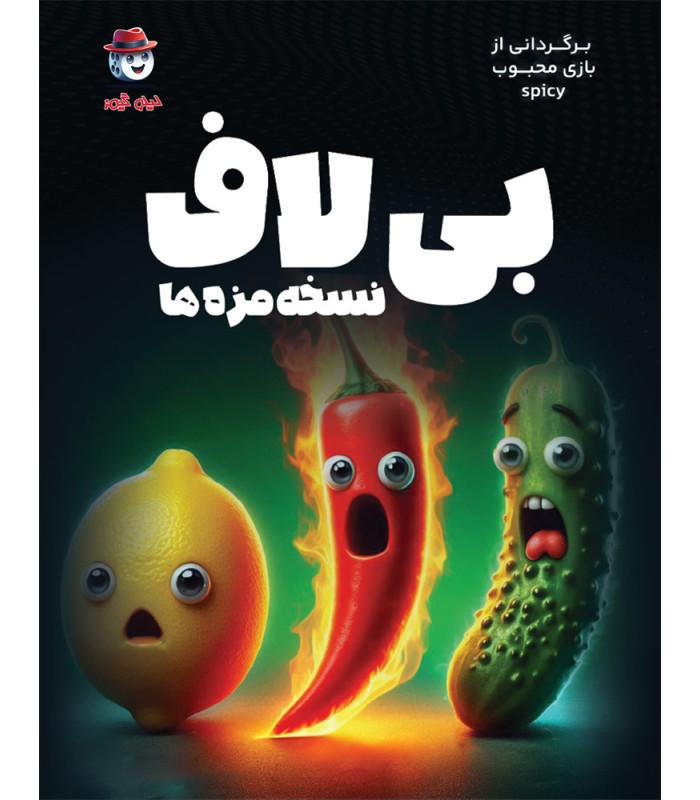 برگردانی از
بازی محبوب
spicy
بی لاف
نسخه مزه ها